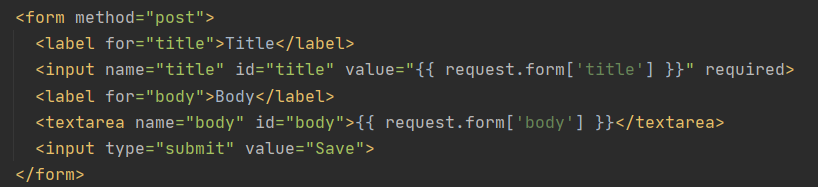 <form method="post">
<label for="title">Title</label>
<input name="title" id="title" value="{{ request.form['title'] }}" required>
<label for="body">Body</label>
<textarea name="body" id="body">{{ request.form['body'] }}</textarea>
<input type="submit" value="Save">
</form>